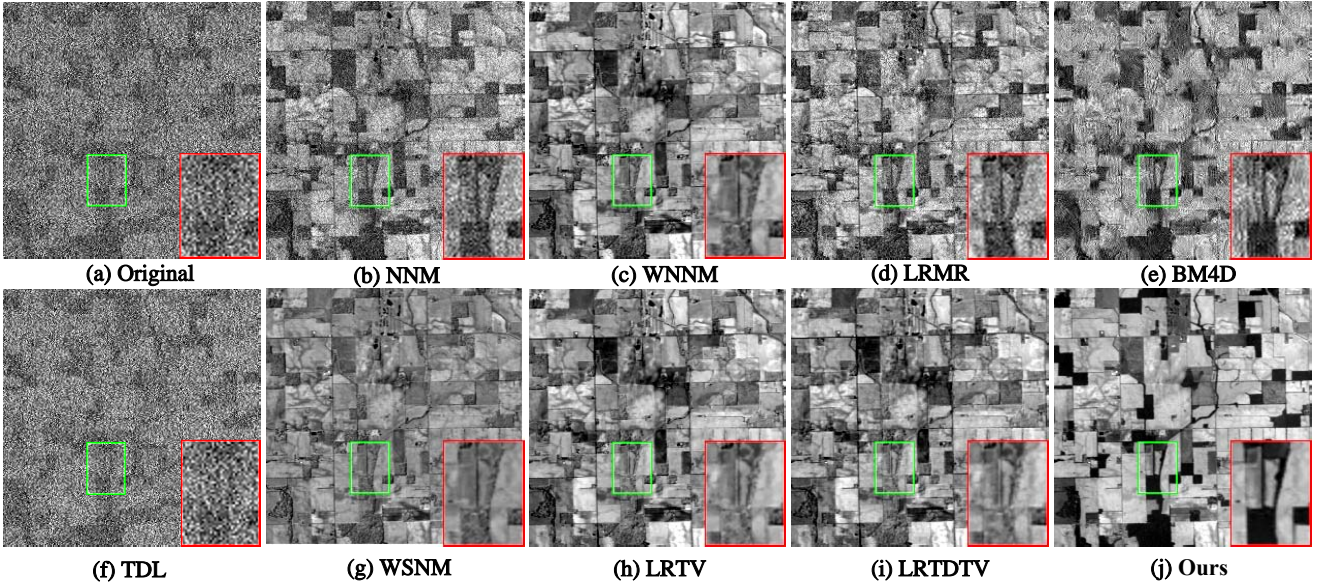 (a) Original
(b) NNM
(c) WNNM
(d) LRMR
(e) BM4D
(f) TDL
(g) WSNM
(h) LRTV
(i) LRTDTV
(j) Ours